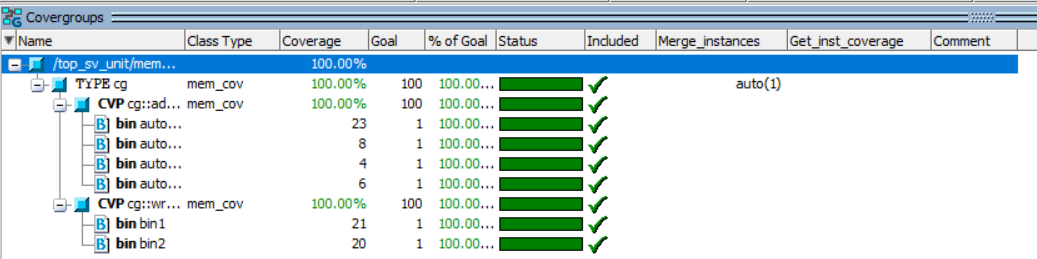 Covergroups
Name Class Type Coverage Goal % of Goal Status Included Merge_instances Get_inst_coverage Comment
/top_sv_unit/mem... 100.00%
TYPE cg mem_cov 100.00% 100 100.00... auto(1)
CVP cg::ad... mem_cov 100.00% 100 100.00...
B] bin auto... 23 1 100.00...
B] bin auto... 8 1 100.00...
B] bin auto... 4 1 100.00...
B] bin auto... 6 1 100.00...
CVP cg::wr... mem_cov 100.00% 100 100.00...
B] bin bin1 21 1 100.00...
B] bin bin2 20 1 100.00...